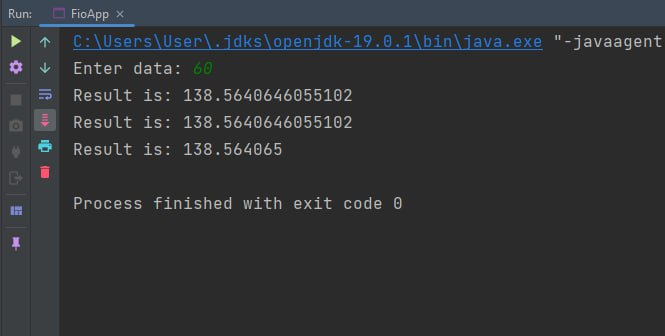 Run: FioApp ×
C:\Users\User\.jdks\openjdk-19.0.1\bin\java.exe "-javaagent
Enter data: 60
Result is: 138.5640646055102
Result is: 138.5640646055102
Result is: 138.564065
Process finished with exit code 0